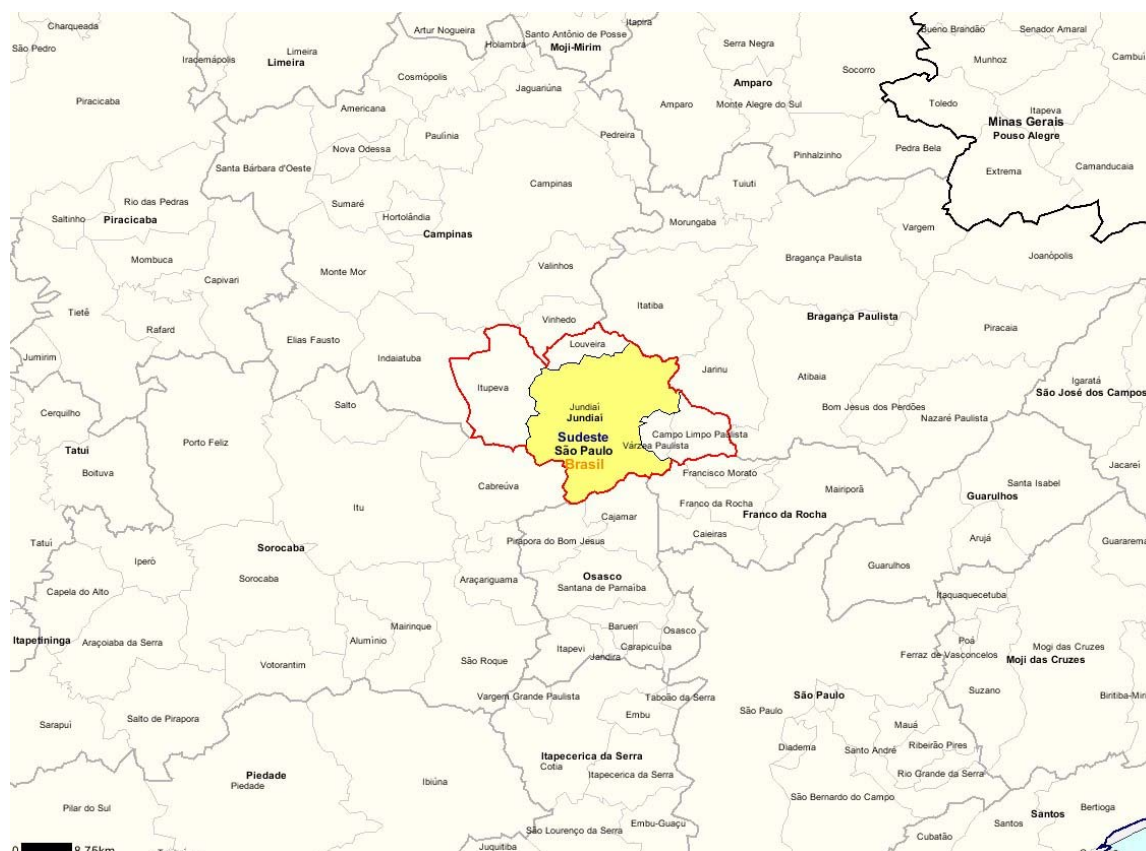 Charqueada
Artur Nogueira
Santo Antônio de Posse
Itapira
Bueno Brandão
Senador Amaral
São Pedro
Limeira
Holambra
Moji-Mirim
Serra Negra
Iracemápolis
Limeira
Munhoz
Cambuí
Cosmópolis
Socorro
Amparo
Jaguariúna
Piracicaba
Americana
Amparo
Monte Alegre do Sul
Toledo
Itapeva
Minas Gerais
Paulínia
Pedreira
Pouso Alegre
Nova Odessa
Pinhalzinho
Pedra Bela
Santa Bárbara d'Oeste
Extrema
Camanducaia
Campinas
Tuiuti
Rio das Pedras
Sumaré
Saltinho
Piracicaba
Hortolândia
Morungaba
Campinas
Vargem
Mombuca
Bragança Paulista
Joanópolis
Monte Mor
Valinhos
Capivari
Tietê
Itatiba
Bragança Paulista
Vinhedo
Rafard
Elias Fausto
Piracaia
Louveira
Jumirim
Indaiatuba
Jarinu
Atibaia
Igaratá
Itupeva
São José dos Campos
Cerquilho
Salto
Jundiaí
Bom Jesus dos Perdões
Jundiaí
Nazaré Paulista
Porto Feliz
Sudeste
Campo Limpo Paulista
Tatui
São Paulo
Várzea Paulista
Brasil
Boituva
Francisco Morato
Jacareí
Cabreúva
Mairiporã
Santa Isabel
Guarulhos
Itu
Francisco da Rocha
Franco da Rocha
Cajamar
Caieiras
Arujá
Tatuí
Pirapora do Bom Jesus
Guararema
Sorocaba
Iperó
Guarulhos
Osasco
Sorocaba
Araçariguama
Santana de Parnaíba
Capela do Alto
Itaquaquecetuba
Mairinque
Barueri
Osasco
Itapetininga
Araçoiaba da Serra
Alumínio
Carapicuíba
Poá
Mogi das Cruzes
Itapevi
Jandira
Ferraz de Vasconcelos
Votorantim
São Roque
Moji das Cruzes
Suzano
Vargem Grande Paulista
Taboão da Serra
São Paulo
Biritiba-Miri
São Paulo
Salto de Pirapora
Embu
Sarapuí
Mauá
Diadema
Santo André
Ribeirão Pires
Itapecerica da Serra
Cotia
Piedade
Itapecerica da Serra
Rio Grande da Serra
Piedade
Ibiúna
São Bernardo do Campo
Pilar do Sul
Bertioga
Santos
Embu-Guaçu
Santos
São Lourenço da Serra
Cubatão
Juquitiba
0 8.75km